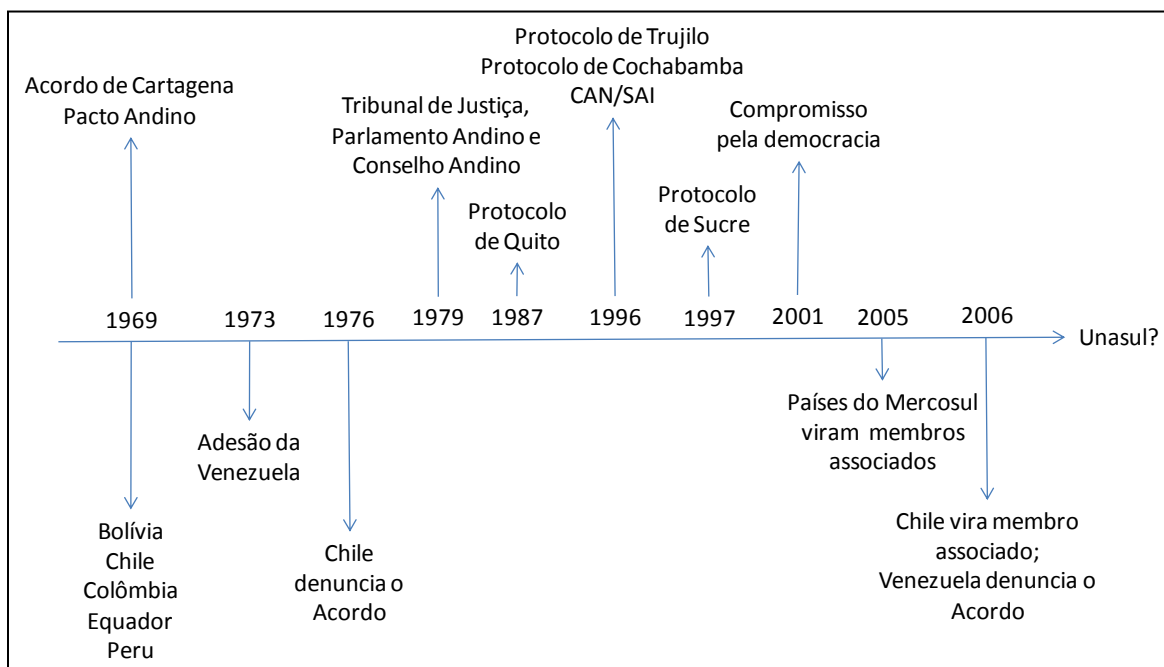 Acordo de Cartagena
Pacto Andino
Tribunal de Justiça,
Parlamento Andino e
Conselho Andino
Protocolo
de Quito
Protocolo de Trujilo
Protocolo de Cochabamba
CAN/SAI
Protocolo
de Sucre
Compromisso
pela democracia
1969
1973
1976
1979
1987
1996
1997
2001
2005
2006
Unasul?
Bolívia
Chile
Colômbia
Equador
Peru
Adesão da
Venezuela
Chile
denuncia o
Acordo
Países do Mercosul
viram membros
associados
Chile vira membro
associado;
Venezuela denuncia o
Acordo